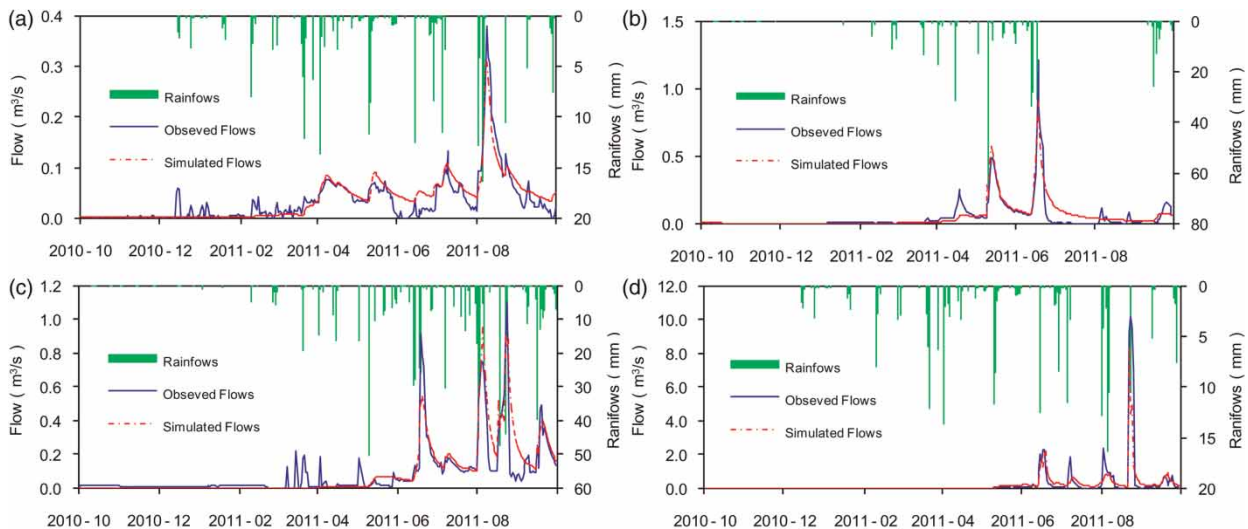 (a)
0.4
0.3
0.2
0.1
0.0
Flow ( m³/s )
0
5
10
15
20
Ranifows ( mm )
Rainfows
Obseved Flows
Simulated Flows
2010 - 10 2010 - 12 2011 - 02 2011 - 04 2011 - 06 2011 - 08
(b)
1.5
1.0
0.5
0.0
Flow ( m³/s )
0
20
40
60
80
Ranifows ( mm )
Rainfows
Obseved Flows
Simulated Flows
2010 - 10 2010 - 12 2011 - 02 2011 - 04 2011 - 06 2011 - 08
(c)
1.2
1.0
0.8
0.6
0.4
0.2
0.0
Flow ( m³/s )
0
10
20
30
40
50
60
Ranifows ( mm )
Rainfows
Obseved Flows
Simulated Flows
2010 - 10 2010 - 12 2011 - 02 2011 - 04 2011 - 06 2011 - 08
(d)
12.0
10.0
8.0
6.0
4.0
2.0
0.0
Flow ( m³/s )
0
5
10
15
20
Ranifows ( mm )
Rainfows
Obseved Flows
Simulated Flows
2010 - 10 2010 - 12 2011 - 02 2011 - 04 2011 - 06 2011 - 08